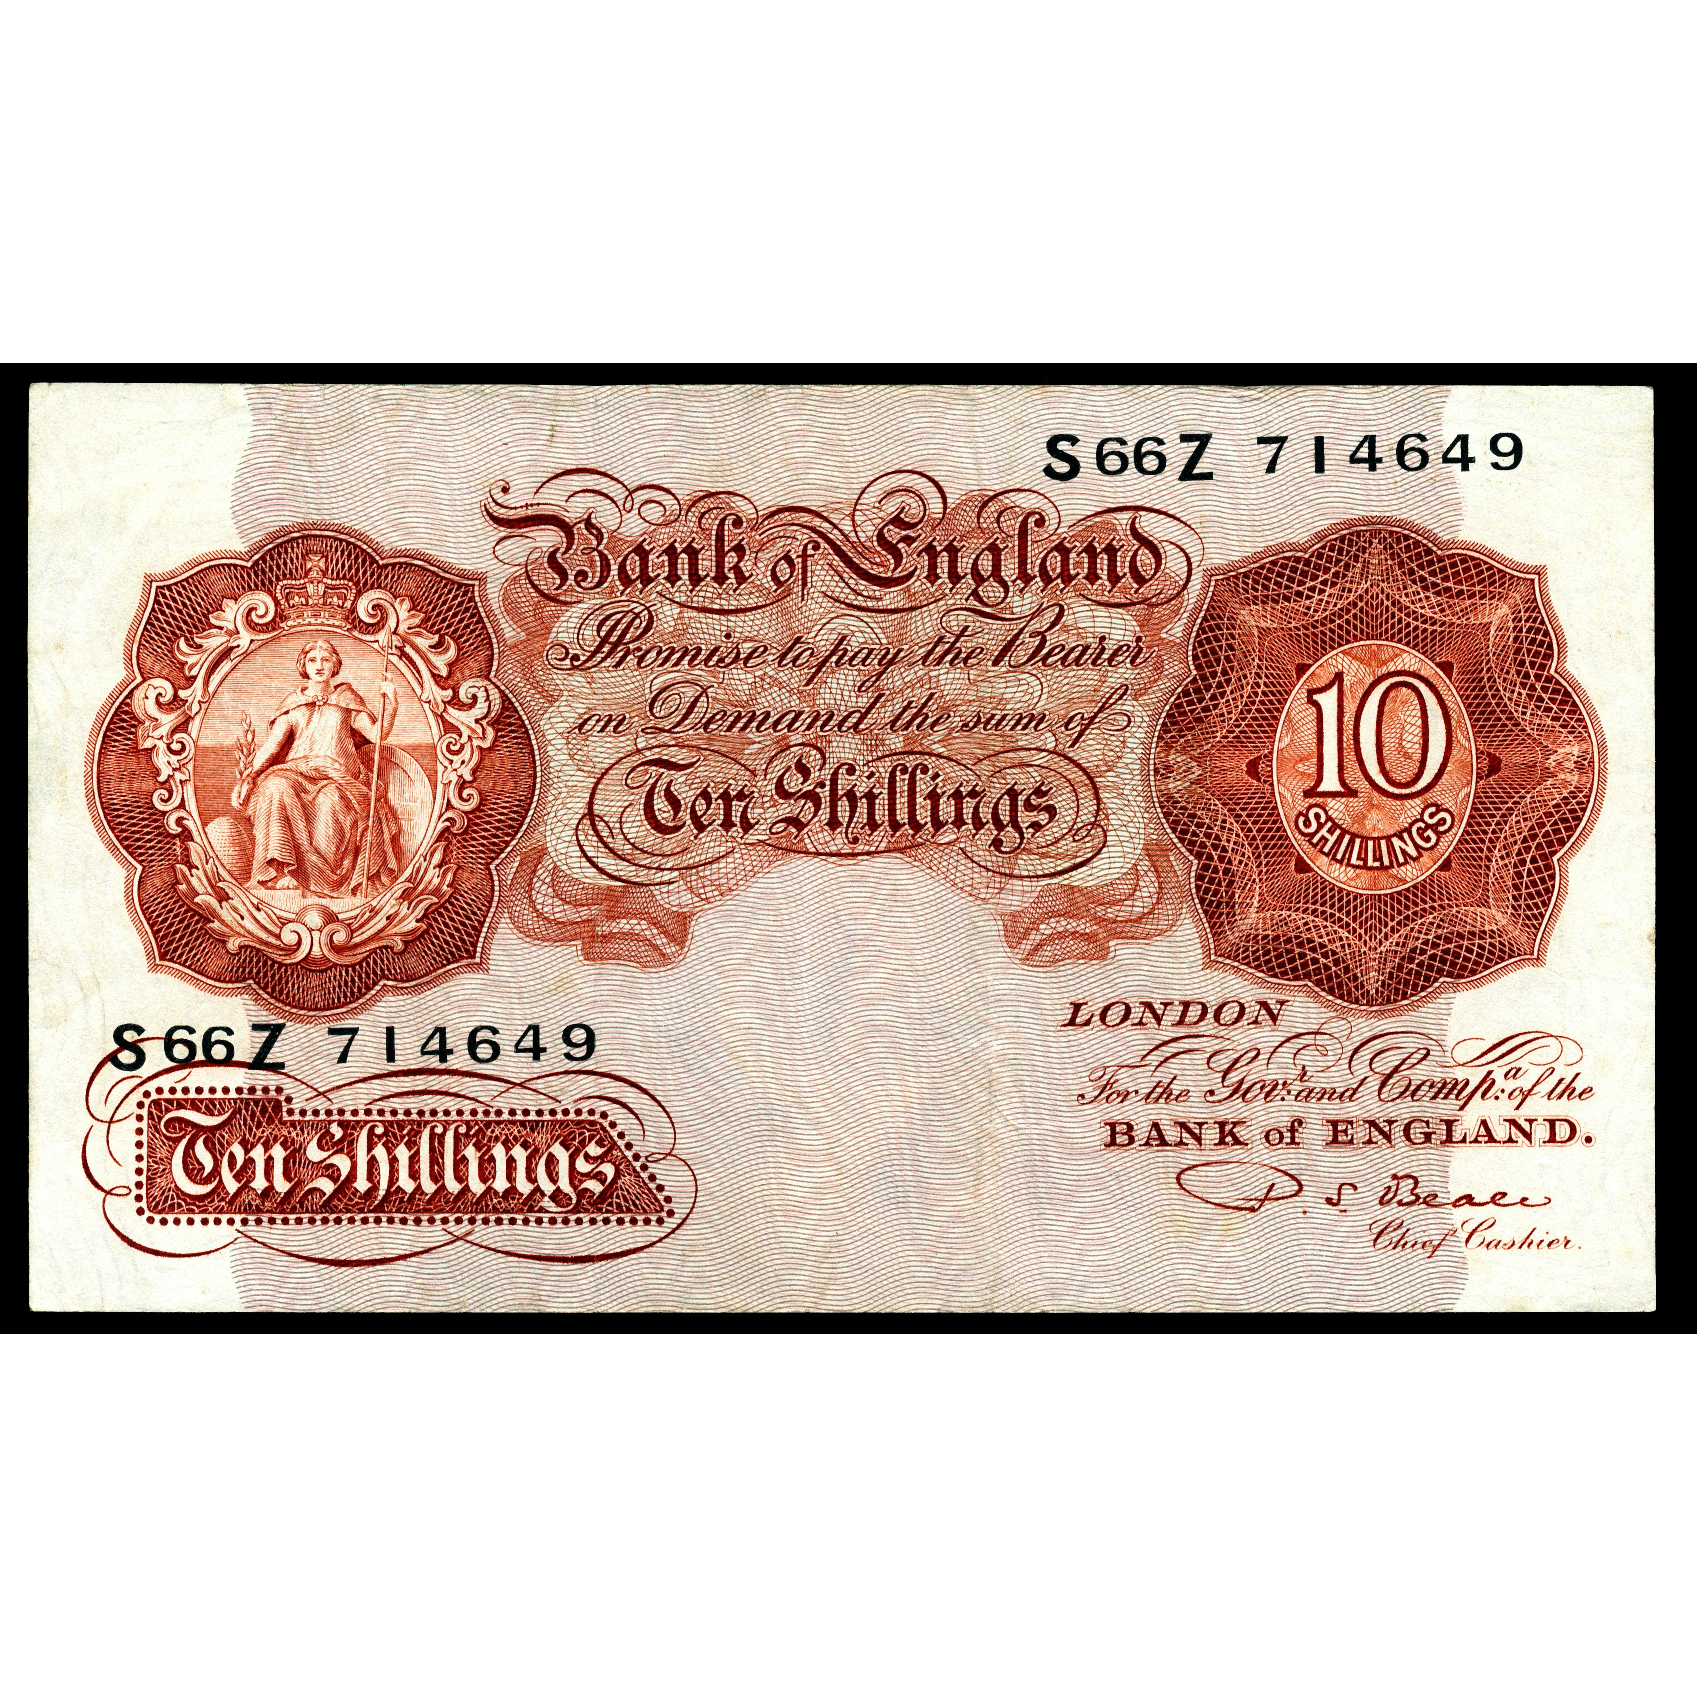 S66Z 714649
Bank of England
Promise to pay the Bearer
on Demand the sum of
Ten Shillings
10
SHILLINGS
S66Z 714649
Ten Shillings
LONDON
For the Govr. and Compa. of the
BANK of ENGLAND.
P. S. Beale
Chief Cashier.